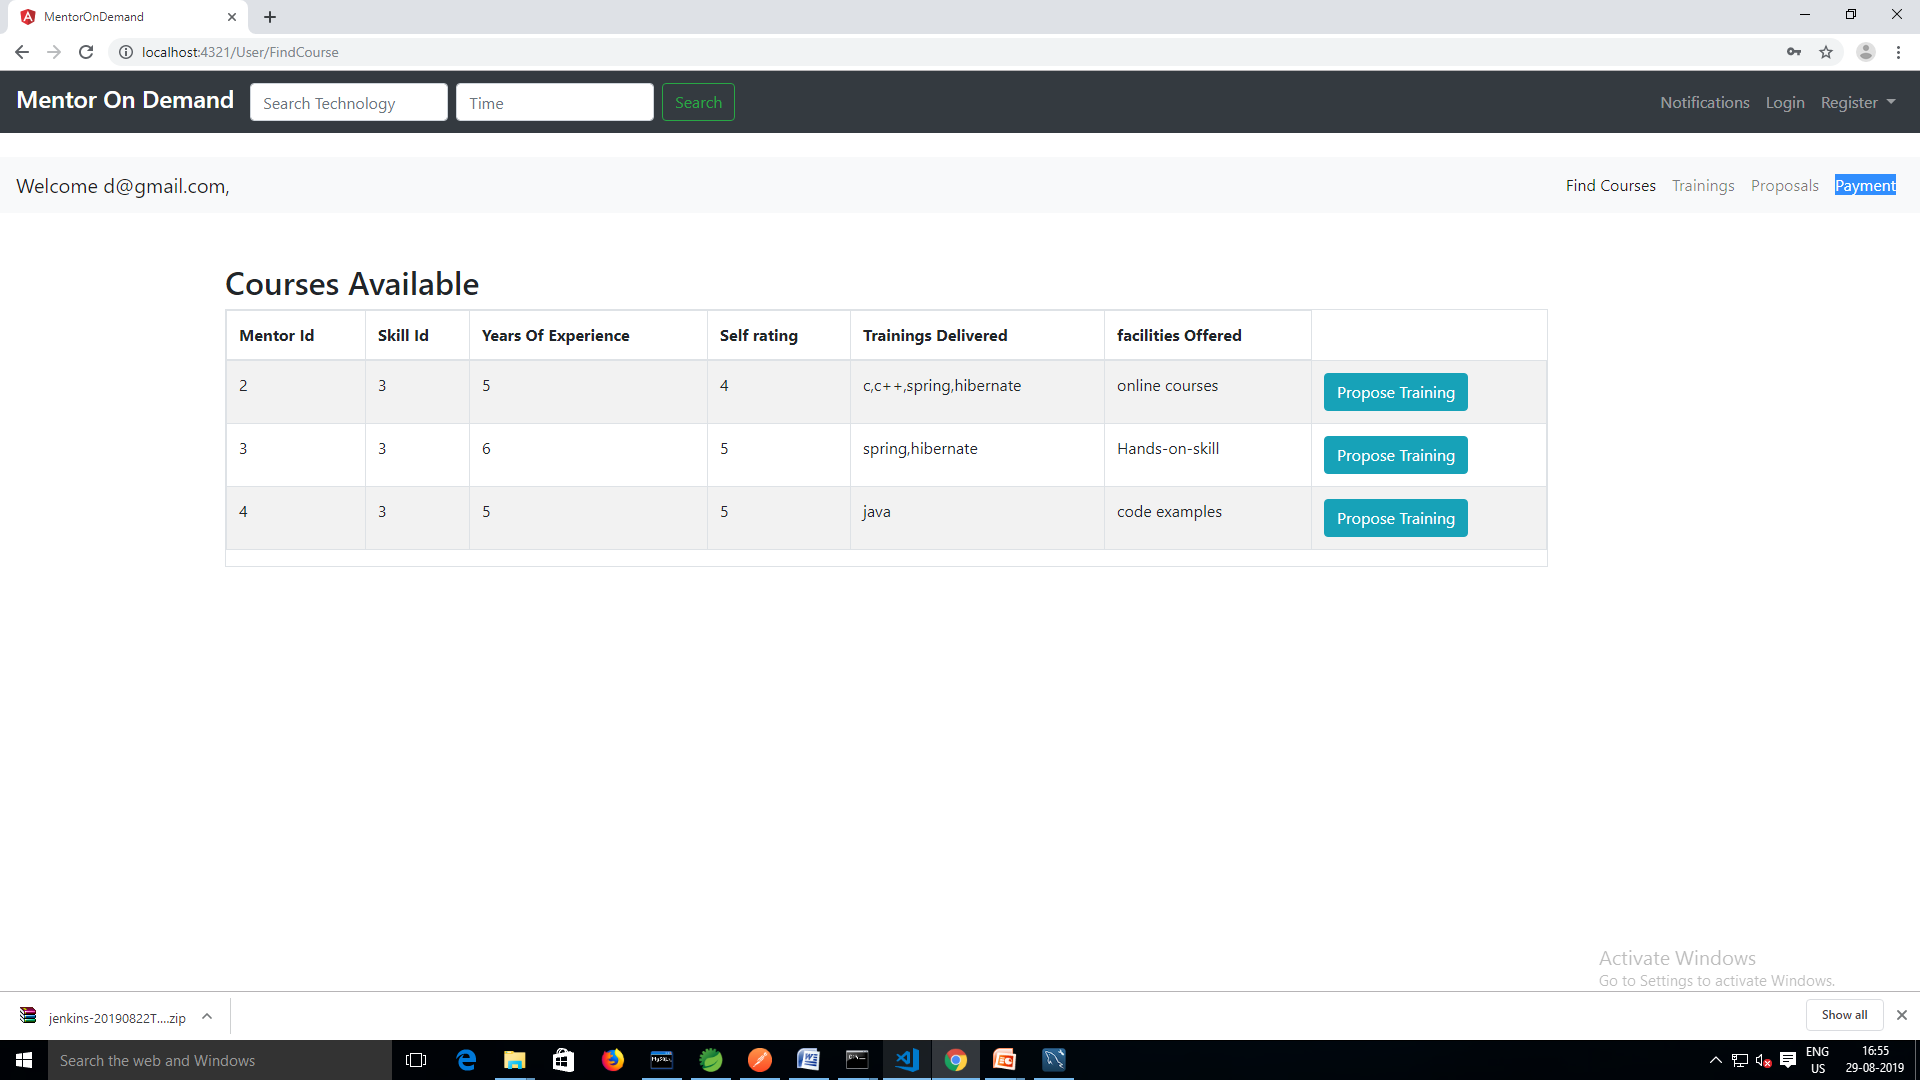 MentorOnDemand
localhost:4321/User/FindCourse
Mentor On Demand Search Technology Time Search Notifications Login Register
Welcome d@gmail.com, Find Courses Trainings Proposals Payment
Courses Available
Mentor Id Skill Id Years Of Experience Self rating Trainings Delivered facilities Offered
2 3 5 4 c,c++,spring,hibernate online courses Propose Training
3 3 6 5 spring,hibernate Hands-on-skill Propose Training
4 3 5 5 java code examples Propose Training
Activate Windows
Go to Settings to activate Windows.
jenkins-20190822T....zip Show all
Search the web and Windows
ENG 16:55
US 29-08-2019